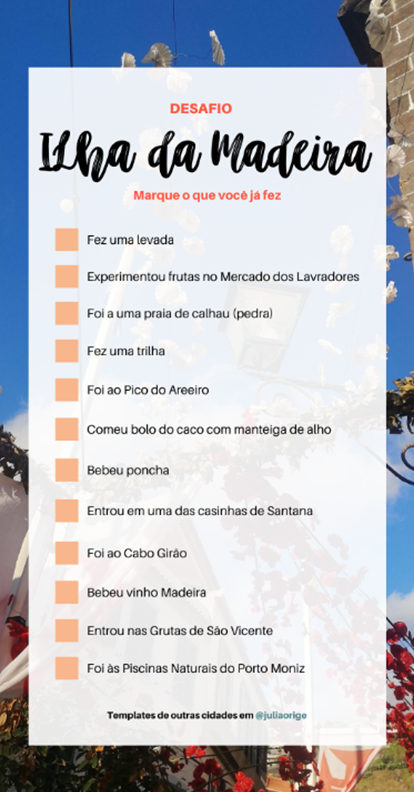 DESAFIO
Ilha da Madeira
Marque o que você já fez
Fez uma levada
Experimentou frutas no Mercado dos Lavradores
Foi a uma praia de calhau (pedra)
Fez uma trilha
Foi ao Pico do Areeiro
Comeu bolo do caco com manteiga de alho
Bebeu poncha
Entrou em uma das casinhas de Santana
Foi ao Cabo Girão
Bebeu vinho Madeira
Entrou nas Grutas de São Vicente
Foi às Piscinas Naturais do Porto Moniz
Templates de outras cidades em @juliaorige